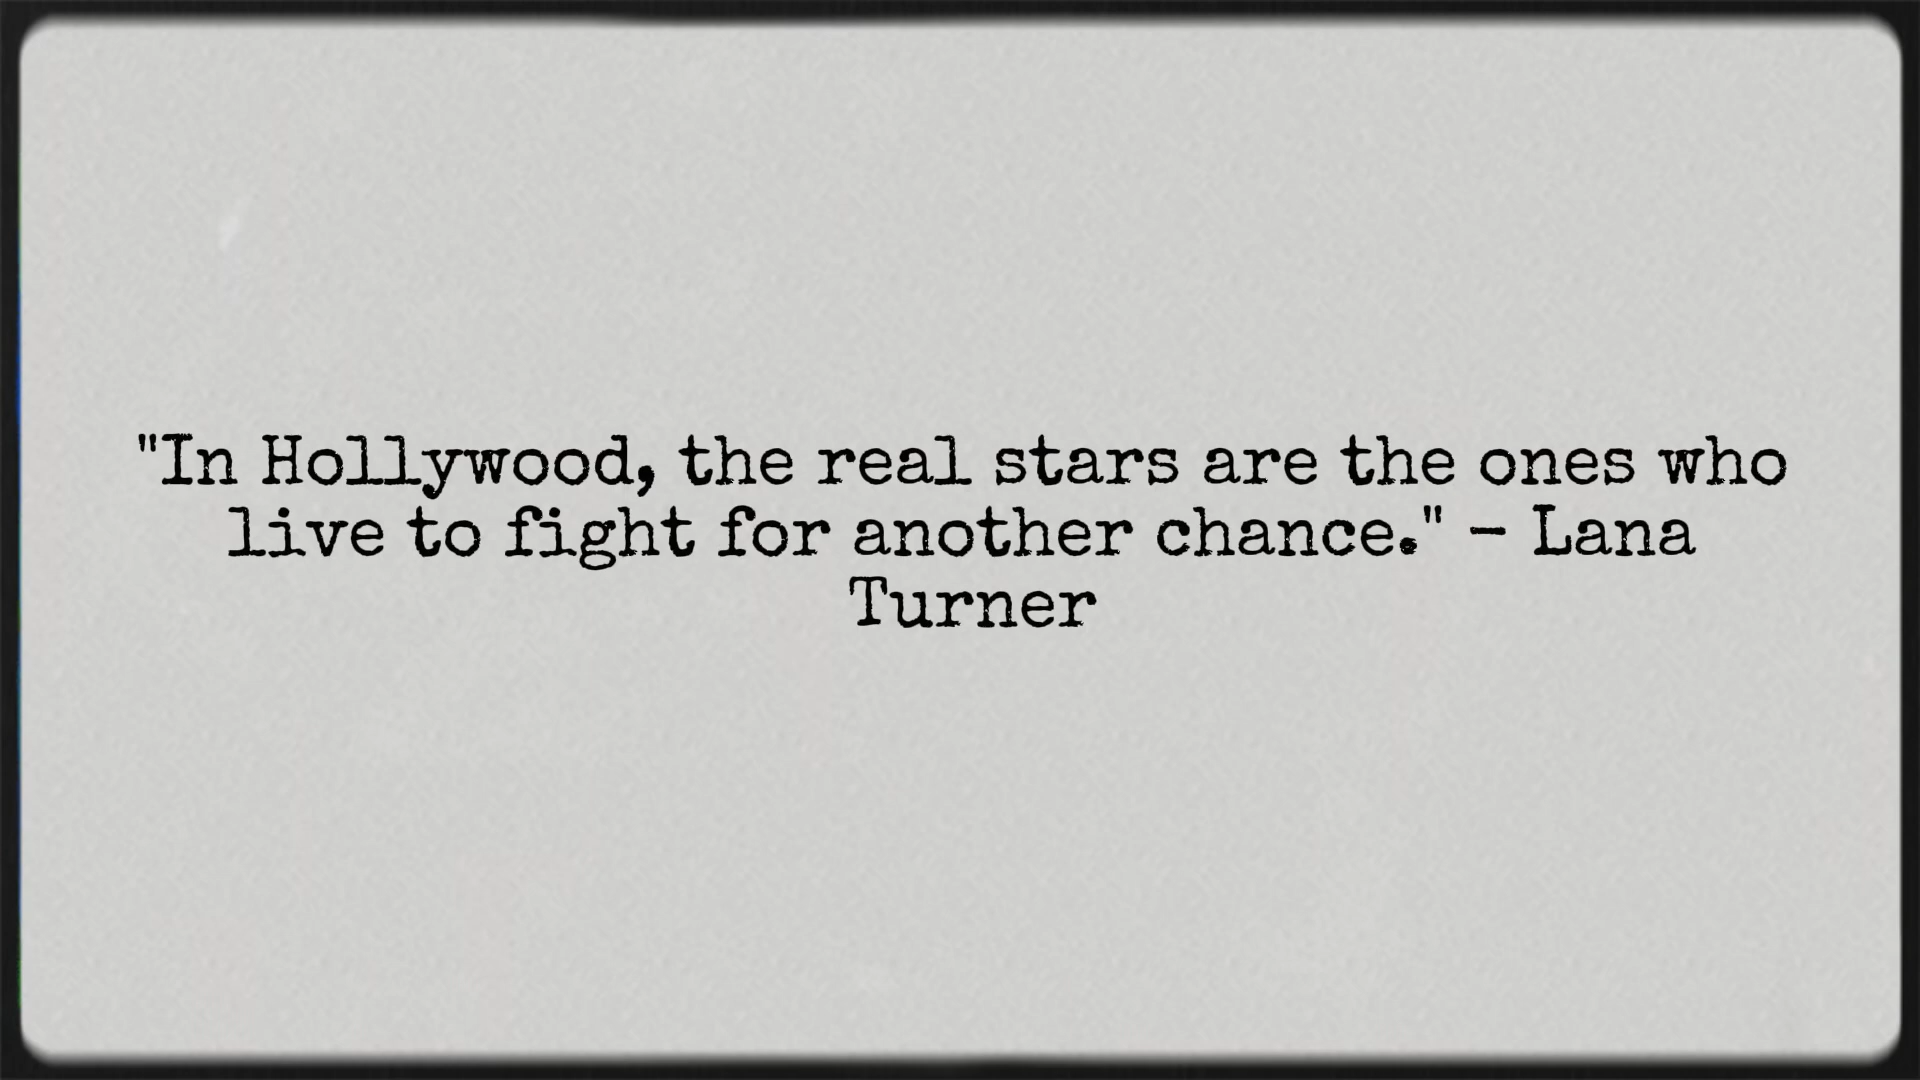 "In Hollywood, the real stars are the ones who
live to fight for another chance." - Lana
Turner